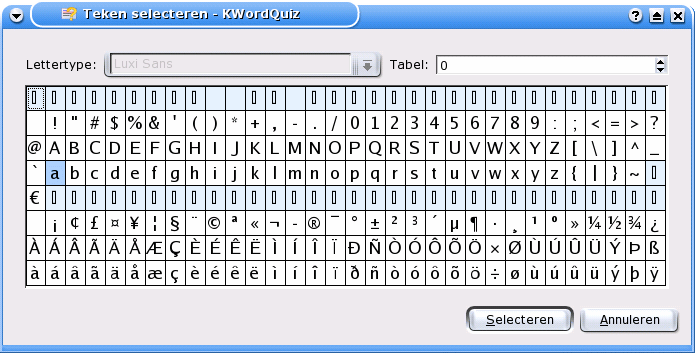 Teken selecteren - KWordQuiz
Lettertype: Luxi Sans Tabel: 0
! " # $ % & ' ( ) * + , - . / 0 1 2 3 4 5 6 7 8 9 : ; < = > ?
@ A B C D E F G H I J K L M N O P Q R S T U V W X Y Z [ \ ] ^ _
` a b c d e f g h i j k l m n o p q r s t u v w x y z { | } ~
€
¡ ¢ £ ¤ ¥ ¦ § ¨ © ª « ¬ - ® ¯ ° ± ² ³ ´ µ ¶ · ¸ ¹ º » ¼ ½ ¾ ¿
À Á Â Ã Ä Å Æ Ç È É Ê Ë Ì Í Î Ï Ð Ñ Ò Ó Ô Õ Ö × Ø Ù Ú Û Ü Ý Þ ß
à á â ã ä å æ ç è é ê ë ì í î ï ð ñ ò ó ô õ ö ÷ ø ù ú û ü ý þ ÿ
Selecteren Annuleren